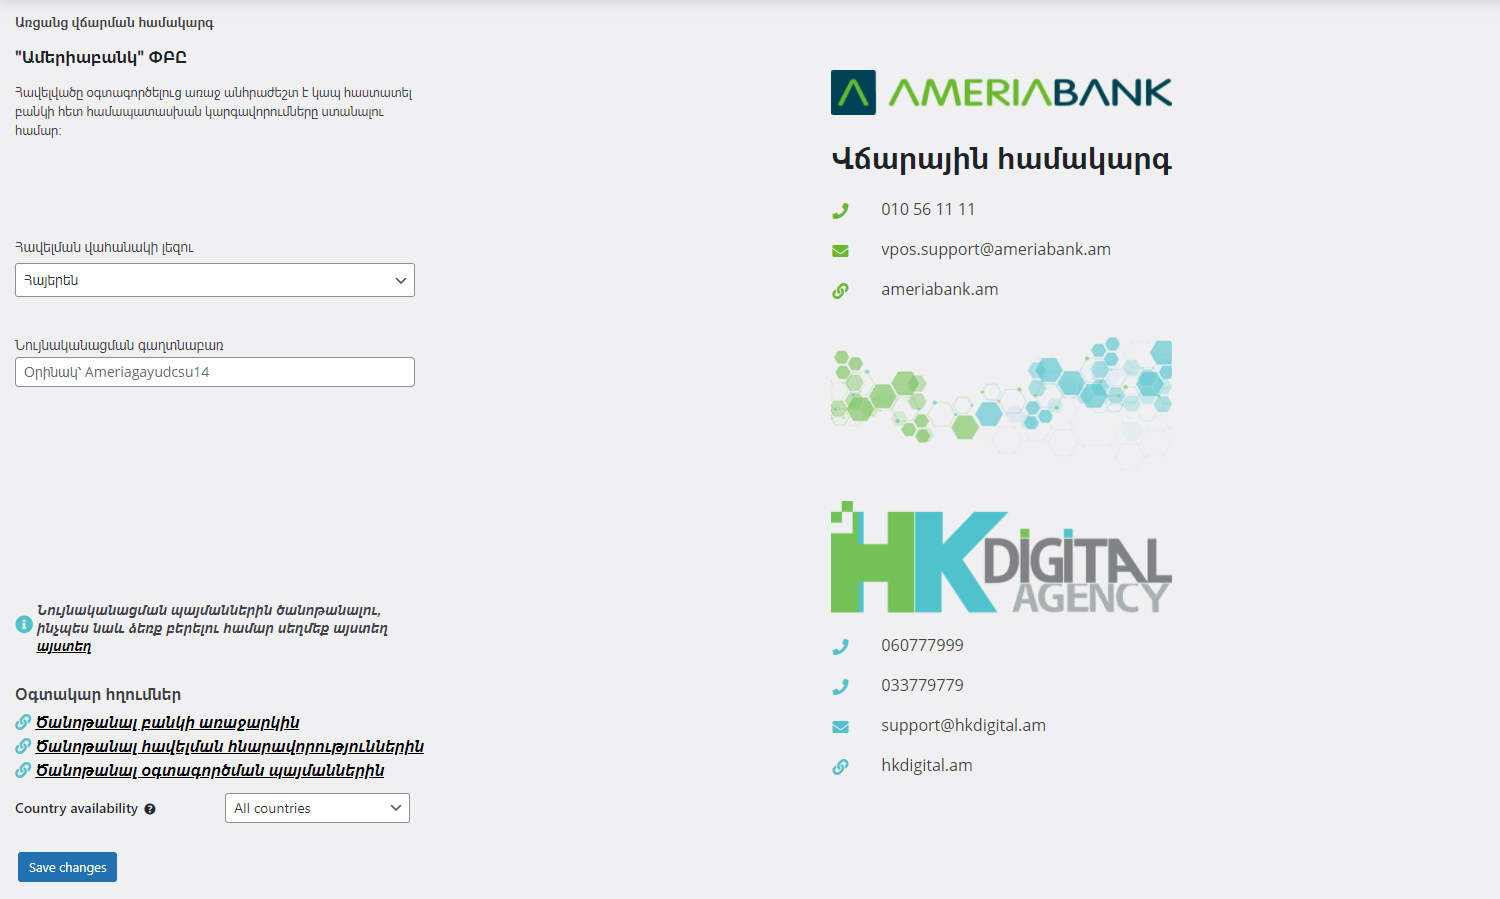 Առցանց վճարման համակարգ
"Ամերիաբանկ" ՓԲԸ
Հավելվածը օգտագործելուց առաջ անհրաժեշտ է կապ հաստատել
բանկի հետ համապատասխան կարգավորումները ստանալու
համար։
Հավելման վահանակի լեզու
Հայերեն
Նույնականացման գաղտնաբառ
Օրինակ՝ Ameriagayudcsu14
Նույնականացման պայմաններին ծանոթանալու,
ինչպես նաև ձեռք բերելու համար սեղմեք այստեղ
այստեղ
Օգտակար հղումներ
Ծանոթանալ բանկի առաջարկին
Ծանոթանալ հավելման հնարավորություններին
Ծանոթանալ օգտագործման պայմաններին
Country availability
All countries
Save changes
AMERIABANK
Վճարային համակարգ
010 56 11 11
vpos.support@ameriabank.am
ameriabank.am
HK DIGITAL
AGENCY
060777999
033779779
support@hkdigital.am
hkdigital.am